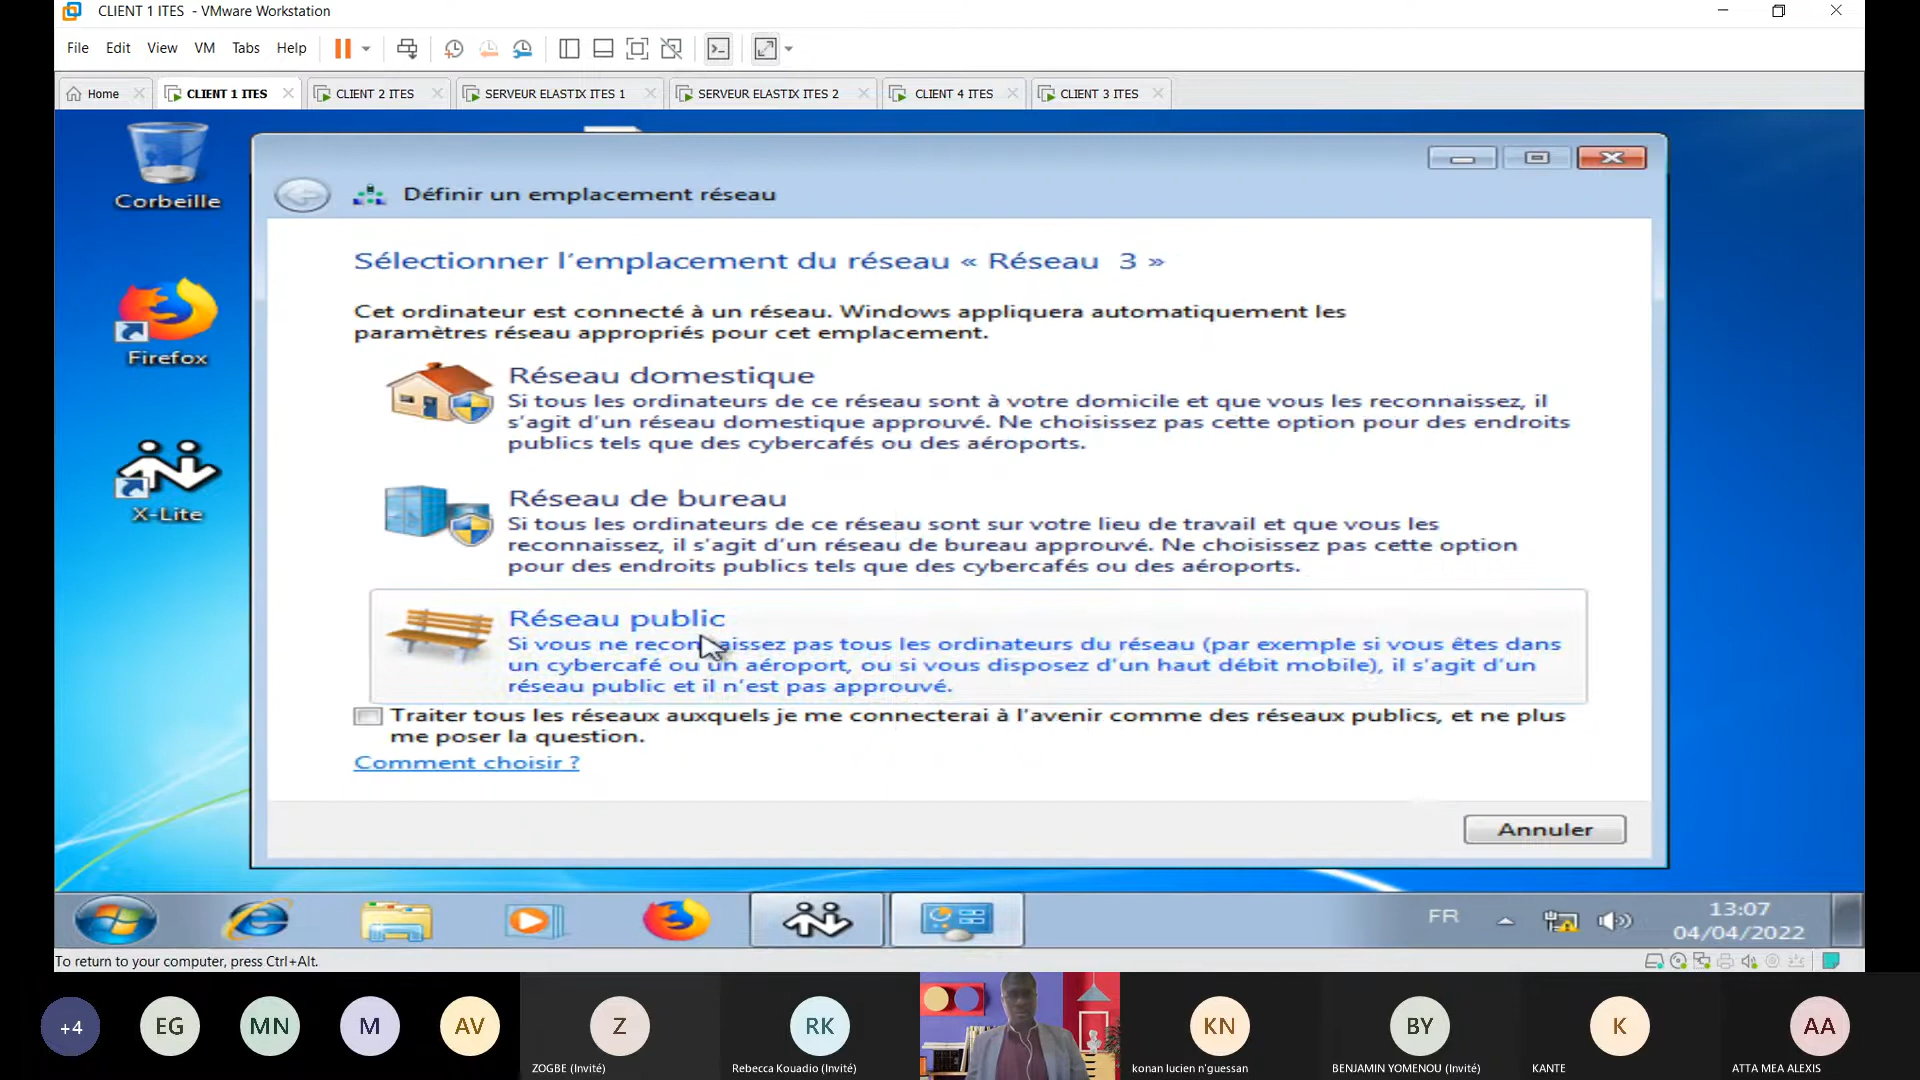 CLIENT 1 ITES - VMware Workstation
File Edit View VM Tabs Help
Home CLIENT 1 ITES CLIENT 2 ITES SERVEUR ELASTIX ITES 1 SERVEUR ELASTIX ITES 2 CLIENT 4 ITES CLIENT 3 ITES
Corbeille
Firefox
X-Lite
Définir un emplacement réseau
Sélectionner l'emplacement du réseau « Réseau 3 »
Cet ordinateur est connecté à un réseau. Windows appliquera automatiquement les
paramètres réseau appropriés pour cet emplacement.
Réseau domestique
Si tous les ordinateurs de ce réseau sont à votre domicile et que vous les reconnaissez, il
s'agit d'un réseau domestique approuvé. Ne choisissez pas cette option pour des endroits
publics tels que des cybercafés ou des aéroports.
Réseau de bureau
Si tous les ordinateurs de ce réseau sont sur votre lieu de travail et que vous les
reconnaissez, il s'agit d'un réseau de bureau approuvé. Ne choisissez pas cette option
pour des endroits publics tels que des cybercafés ou des aéroports.
Réseau public
Si vous ne reconnaissez pas tous les ordinateurs du réseau (par exemple si vous êtes dans
un cybercafé ou un aéroport, ou si vous disposez d'un haut débit mobile), il s'agit d'un
réseau public et il n'est pas approuvé.
Traiter tous les réseaux auxquels je me connecterai à l'avenir comme des réseaux publics, et ne plus
me poser la question.
Comment choisir ?
Annuler
FR
13:07
04/04/2022
To return to your computer, press Ctrl+Alt.
+4 EG MN M AV Z RK KN BY K AA
ZOGBE (Invité) Rebecca Kouadio (Invité) konan lucien n'guessan BENJAMIN YOMENOU (Invité) KANTE ATTA MEA ALEXIS